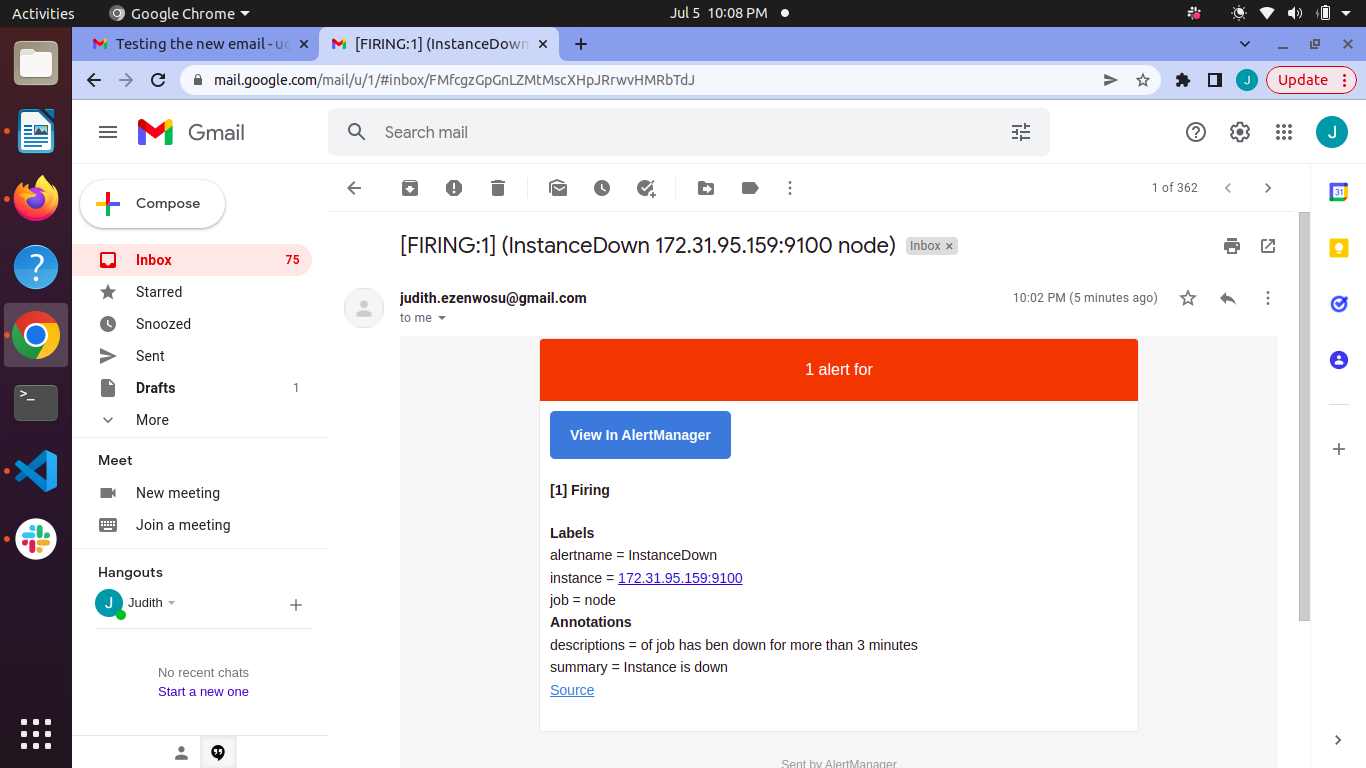 Activities
Google Chrome
Jul 5 10:08 PM
Testing the new email - uc
[FIRING:1] (InstanceDown
mail.google.com/mail/u/1/#inbox/FMfcgzGpGnLZMtMscXHpJRrwvHMRbTdJ
J
Update
Gmail
Search mail
J
Compose
1 of 362
31
[FIRING:1] (InstanceDown 172.31.95.159:9100 node)
Inbox ×
Inbox 75
Starred
Snoozed
Sent
Drafts 1
More
judith.ezenwosu@gmail.com
10:02 PM (5 minutes ago)
to me
1 alert for
View In AlertManager
[1] Firing
Labels
alertname = InstanceDown
instance = 172.31.95.159:9100
job = node
Annotations
descriptions = of job has ben down for more than 3 minutes
summary = Instance is down
Source
Sent by AlertManager
Meet
New meeting
Join a meeting
Hangouts
J
Judith
No recent chats
Start a new one